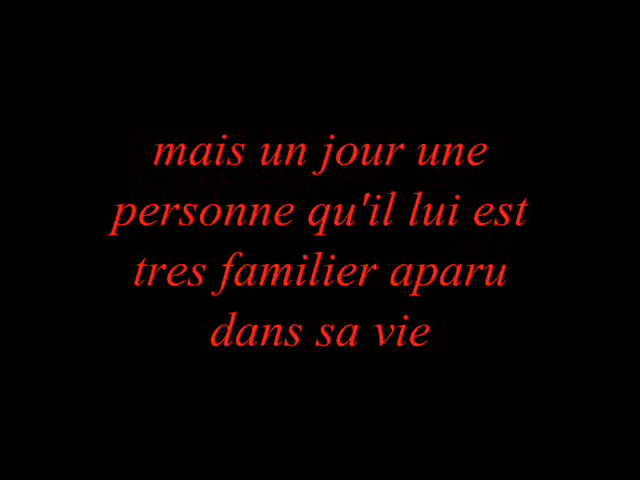 mais un jour une
personne qu'il lui est
tres familier aparu
dans sa vie